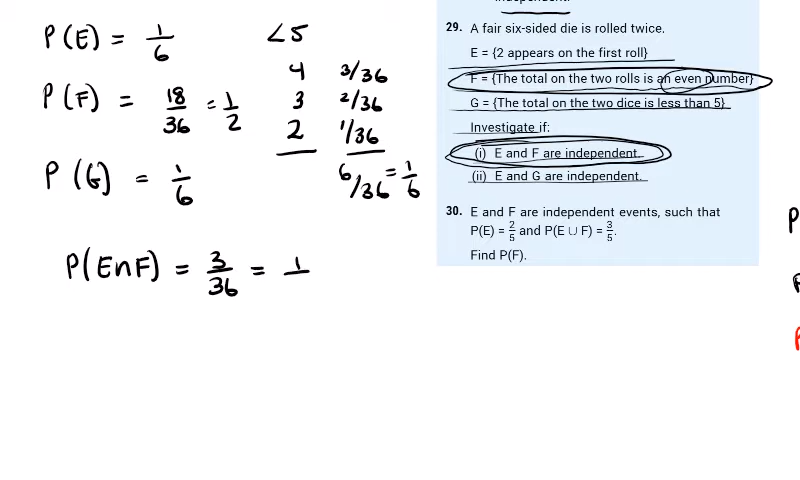 P(E) = 1/6
P(F) = 18/36 = 1/2
P(G) = 1/6
<5
4 3/36
3 2/36
2 1/36
6/36 = 1/6
P(E∩F) = 3/36 = 1
independent.
29. A fair six-sided die is rolled twice.
E = {2 appears on the first roll}
F = {The total on the two rolls is an even number}
G = {The total on the two dice is less than 5}
Investigate if:
(i) E and F are independent.
(ii) E and G are independent.
30. E and F are independent events, such that
P(E) = 2/5 and P(E ∪ F) = 3/5.
Find P(F).
P